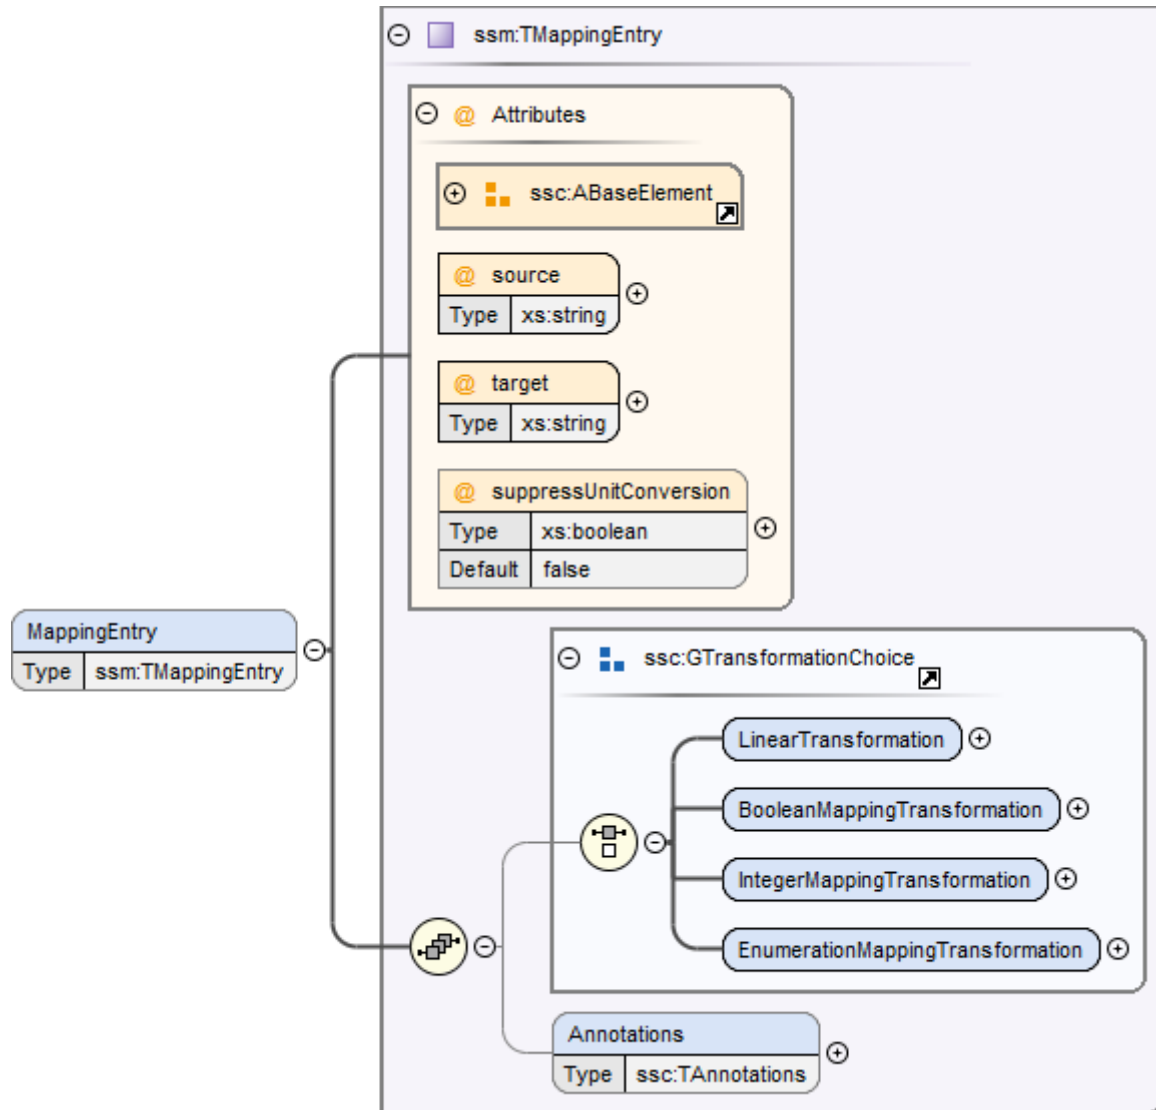 ssm:TMappingEntry
@ Attributes
ssc:ABaseElement
@ source
Type xs:string
@ target
Type xs:string
@ suppressUnitConversion
Type xs:boolean
Default false
MappingEntry
Type ssm:TMappingEntry
ssc:GTransformationChoice
LinearTransformation
BooleanMappingTransformation
IntegerMappingTransformation
EnumerationMappingTransformation
Annotations
Type ssc:TAnnotations